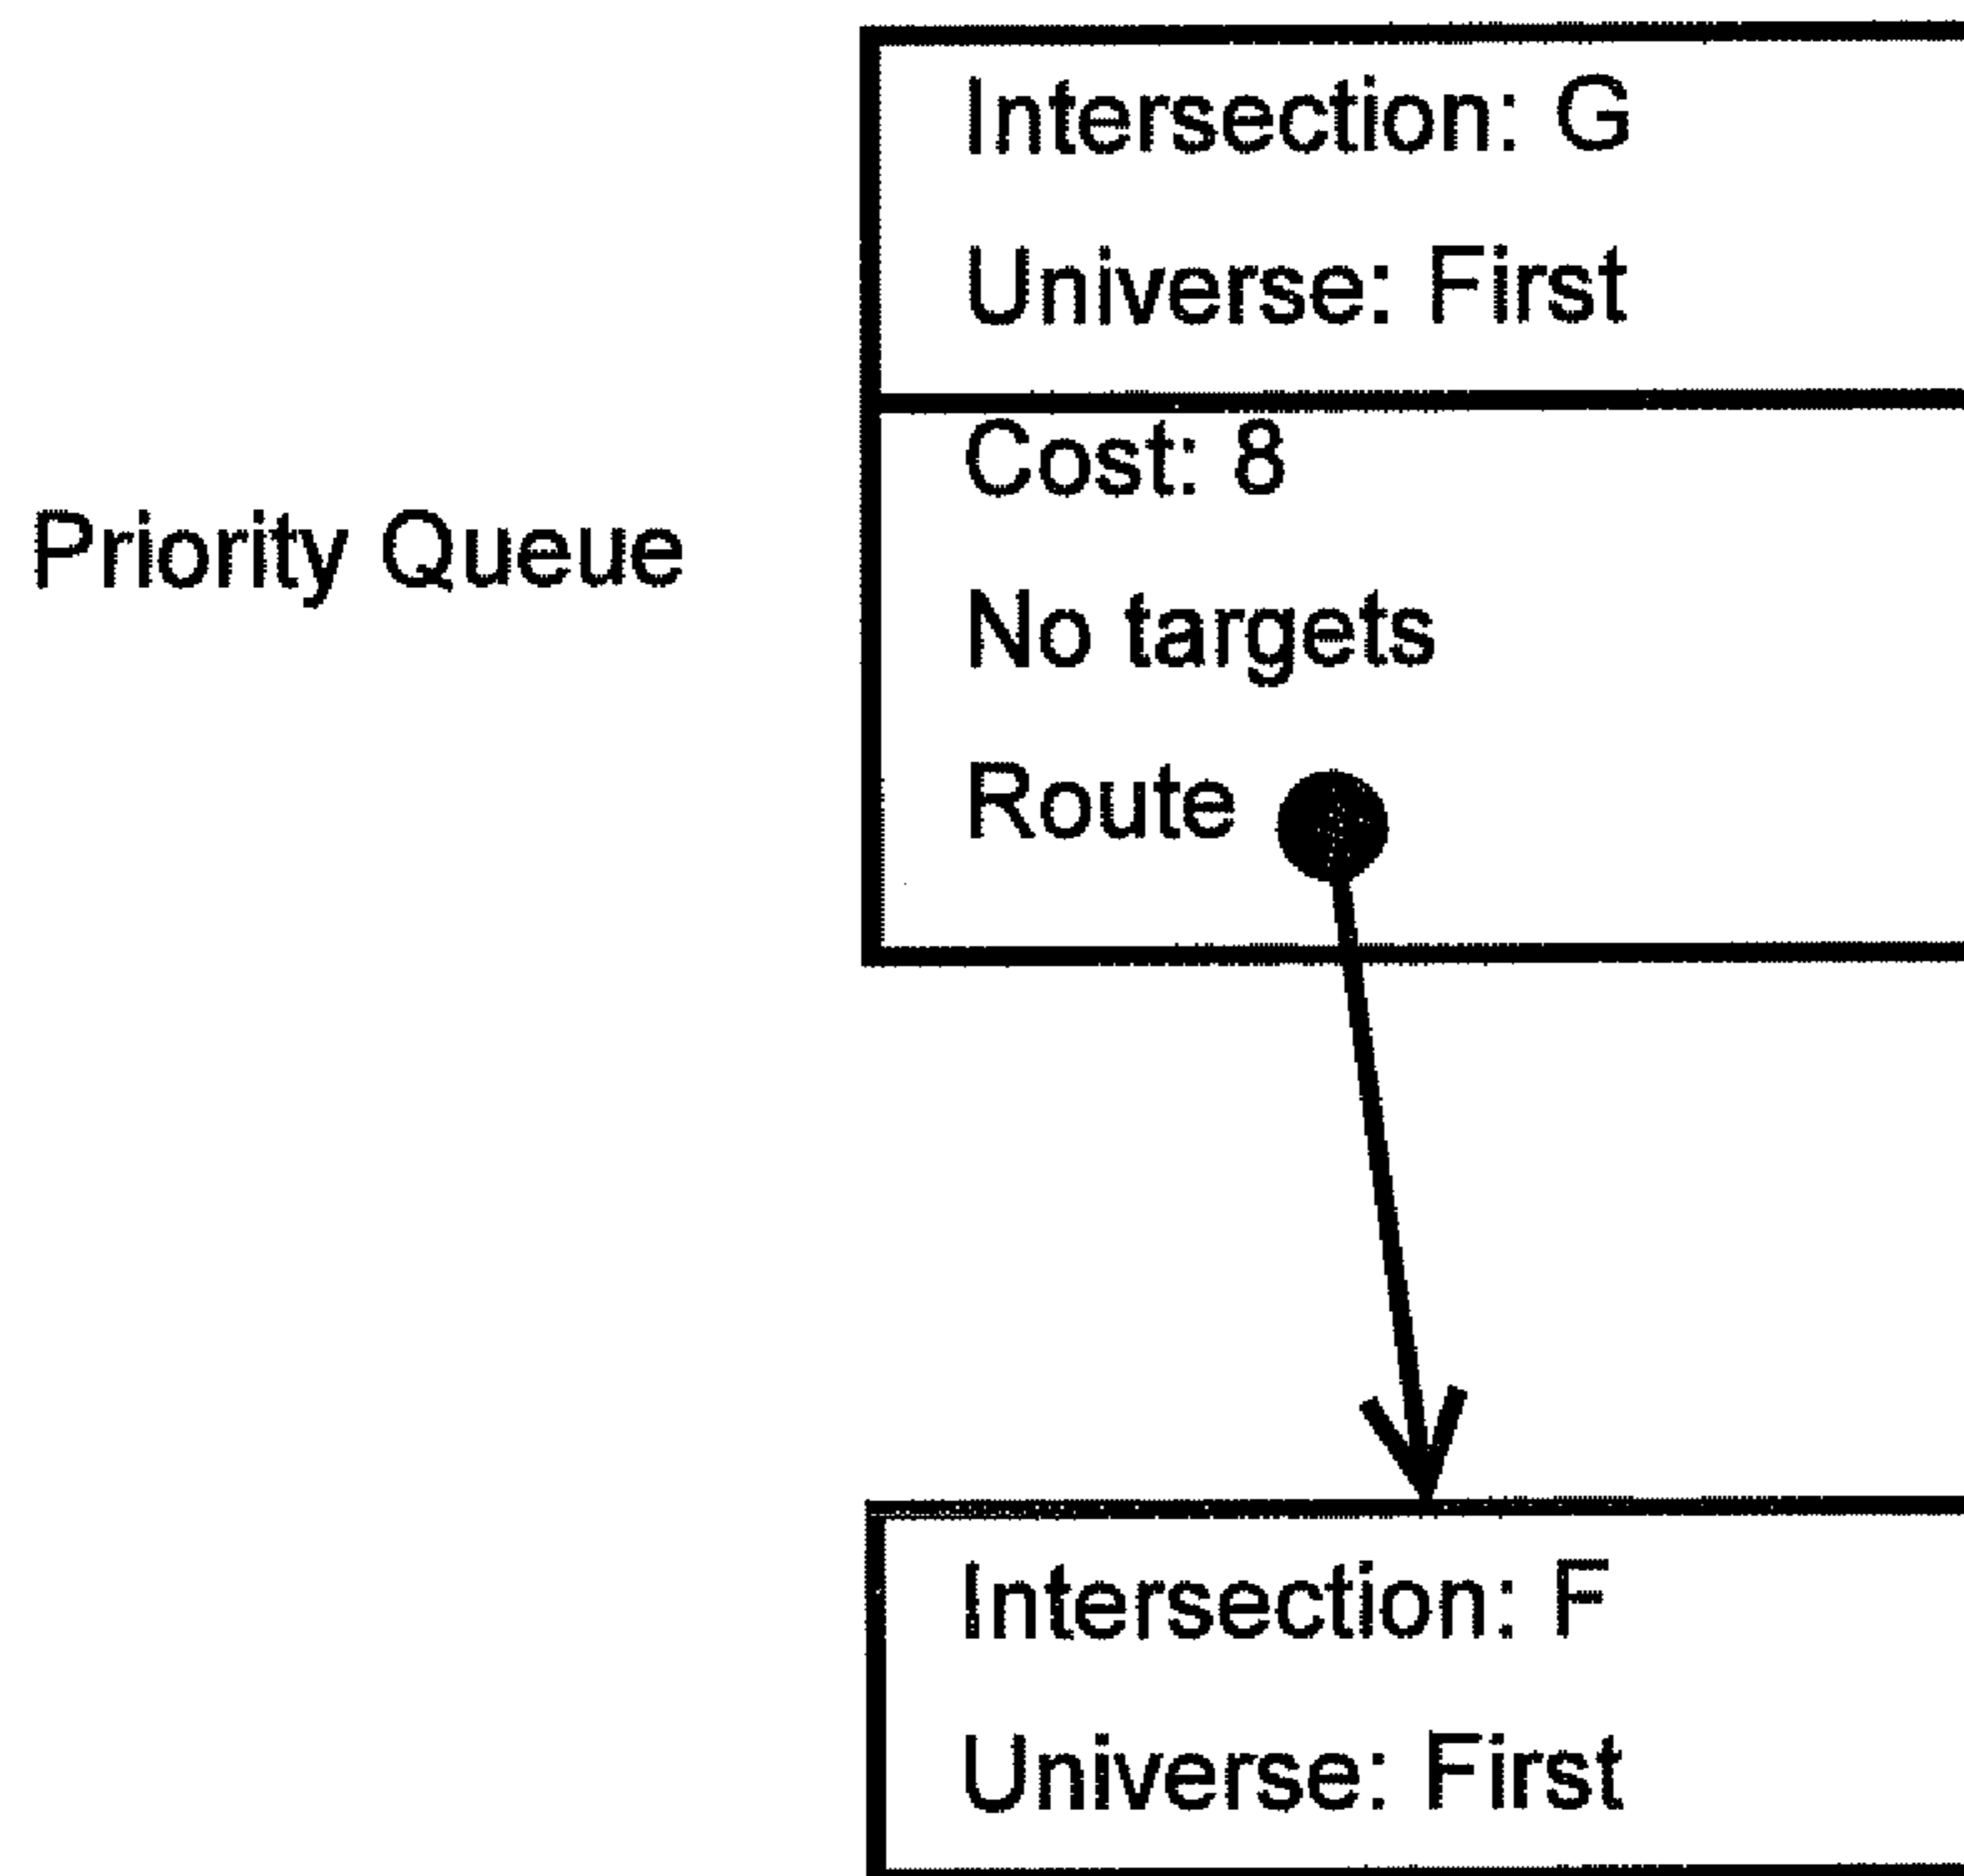 Intersection: G
Universe: First
Cost: 8
Priority Queue
No targets
Route
Intersection: F
Universe: First